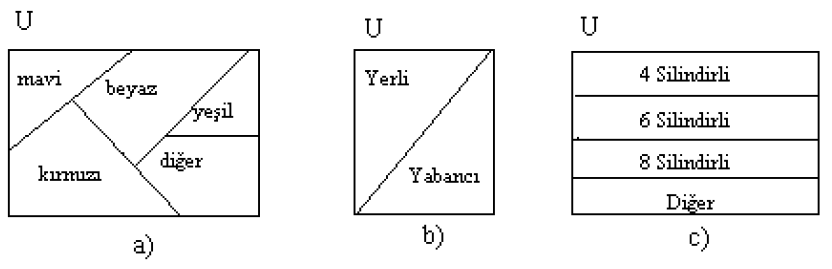 U
mavi
beyaz
yeşil
kırmızı
diğer
a)
U
Yerli
Yabancı
b)
U
4 Silindirli
6 Silindirli
8 Silindirli
Diğer
c)